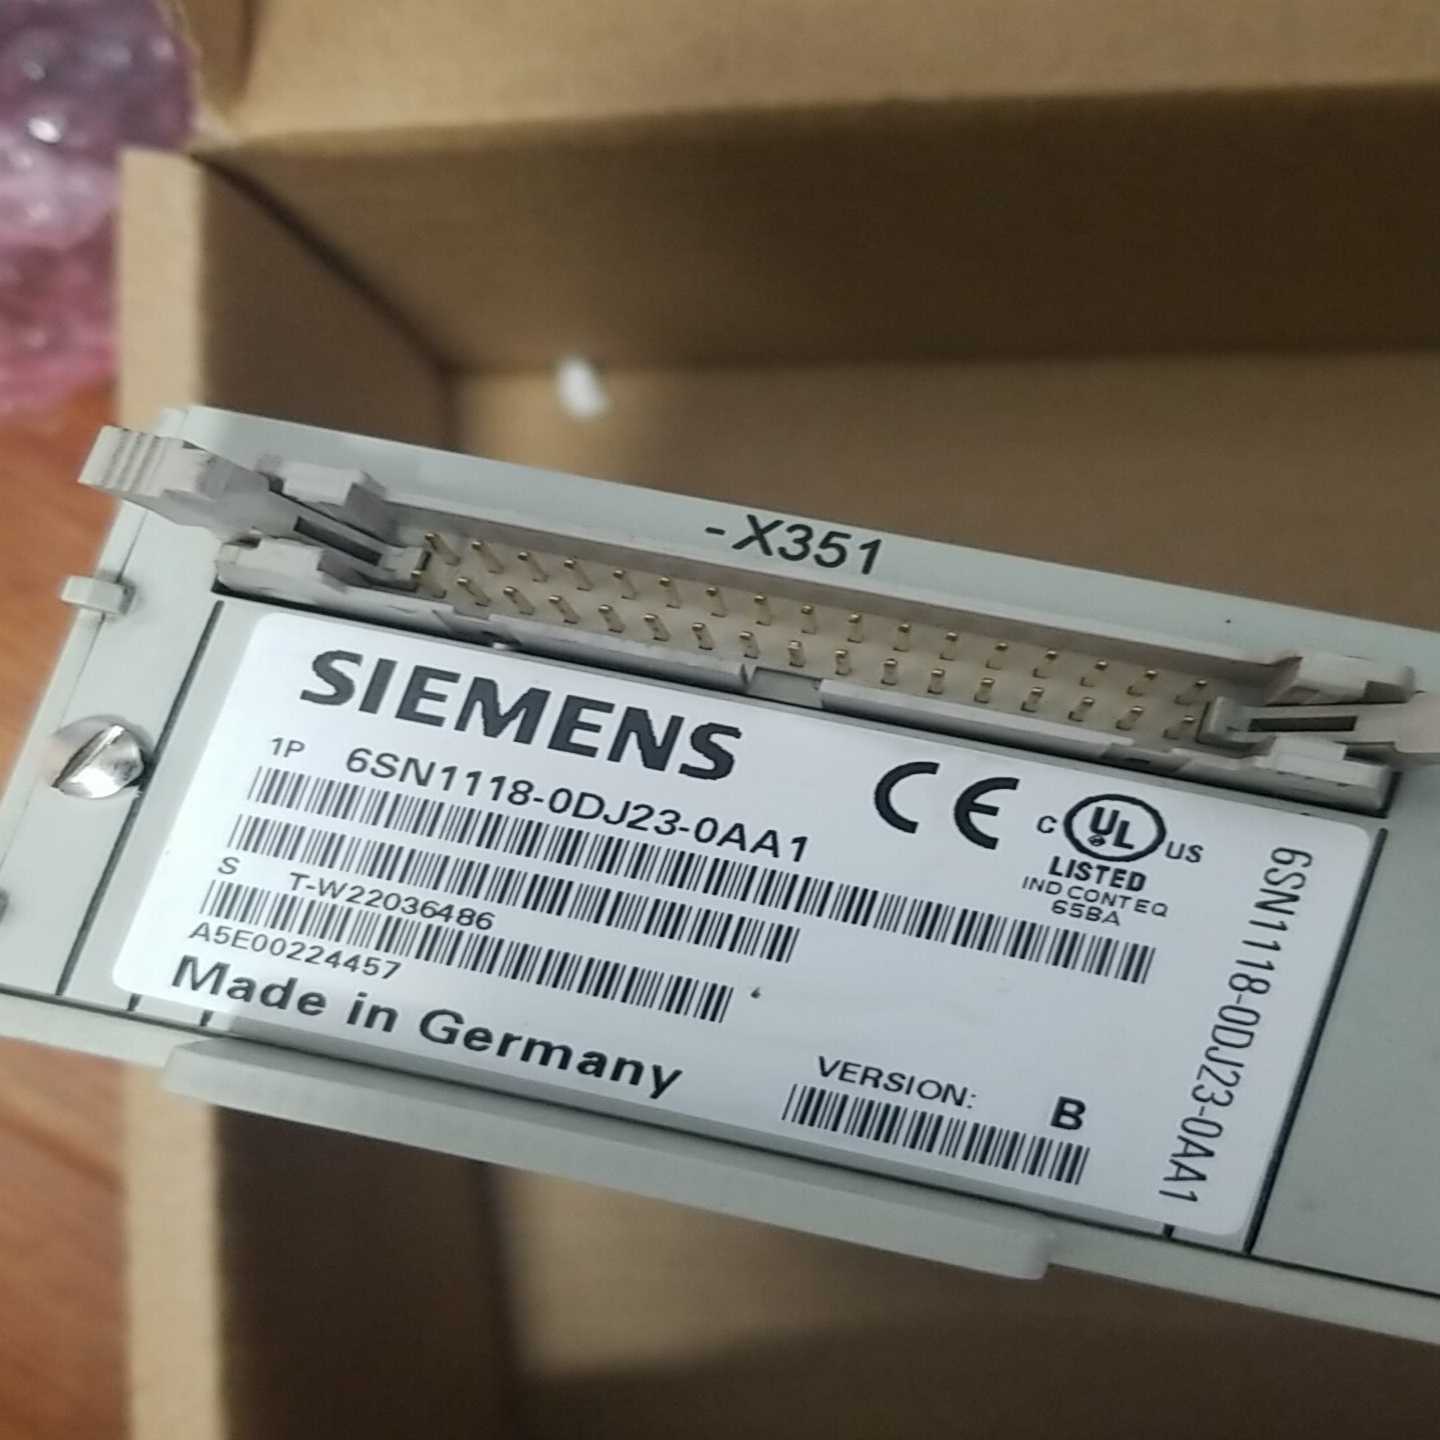 -X351
SIEMENS
1P 6SN1118-0DJ23-0AA1
S T-W22036486
A5E00224457
Made in Germany
CE
C UL US
LISTED
IND CONT EQ
65BA
VERSION: B
6SN1118-0DJ23-0AA1